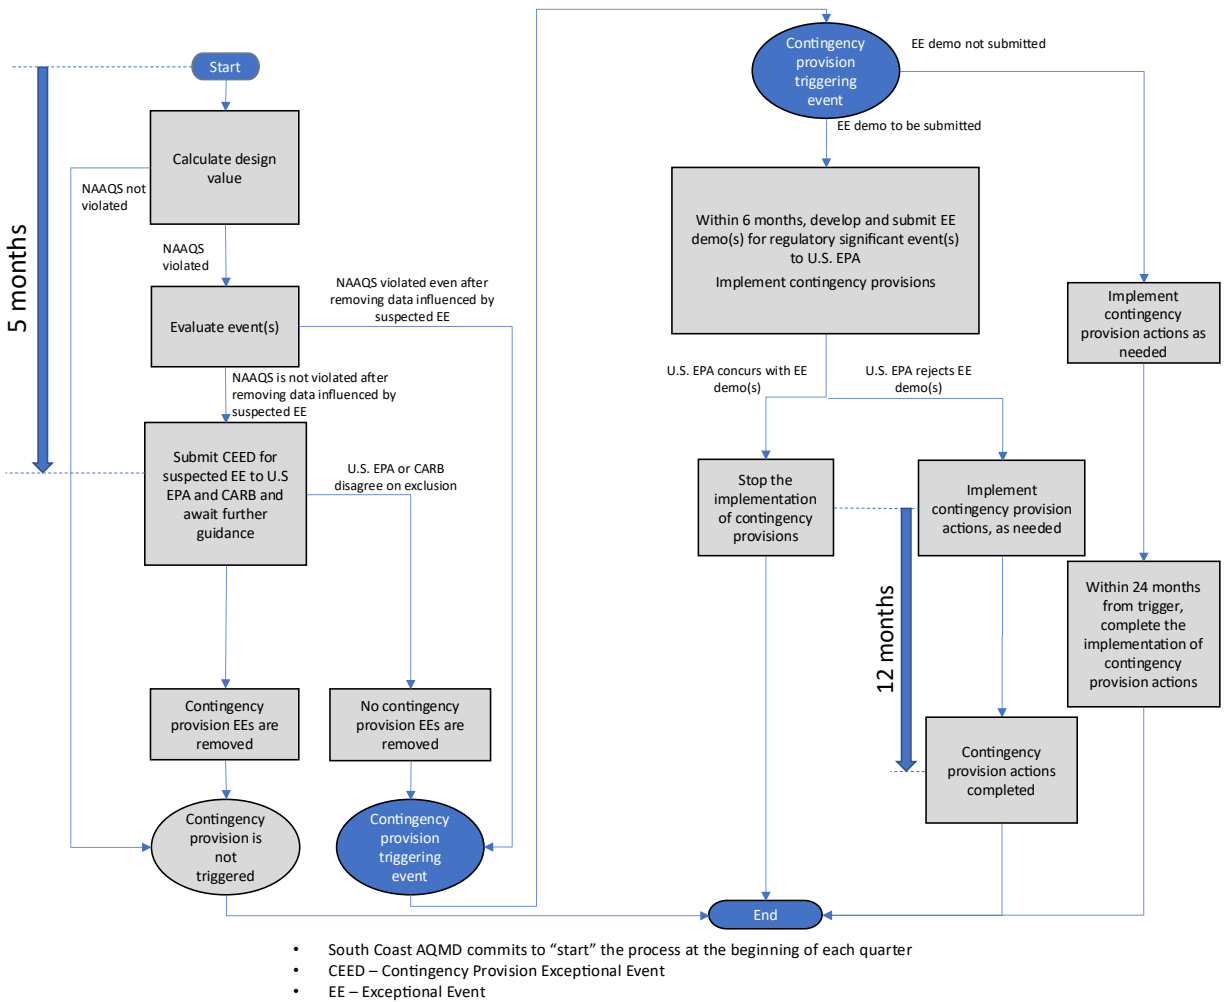 Start
Calculate design
value
NAAQS not
violated
5 months
NAAQS
violated
Evaluate event(s)
NAAQS violated even after
removing data influenced by
suspected EE
NAAQS is not violated after
removing data influenced by
suspected EE
Submit CEED for
suspected EE to U.S
EPA and CARB and
await further
guidance
U.S. EPA or CARB
disagree on exclusion
Contingency
provision EEs are
removed
No contingency
provision EEs are
removed
Contingency
provision is
not
triggered
Contingency
provision
triggering
event
Contingency
provision
triggering
event
EE demo not submitted
EE demo to be submitted
Within 6 months, develop and submit EE
demo(s) for regulatory significant event(s)
to U.S. EPA
Implement contingency provisions
Implement
contingency
provision actions as
needed
U.S. EPA concurs with EE
demo(s)
U.S. EPA rejects EE
demo(s)
Stop the
implementation
of contingency
provisions
Implement
contingency provision
actions, as needed
12 months
Within 24 months
from trigger,
complete the
implementation of
contingency
provision actions
Contingency
provision actions
completed
End
• South Coast AQMD commits to “start” the process at the beginning of each quarter
• CEED – Contingency Provision Exceptional Event
• EE – Exceptional Event